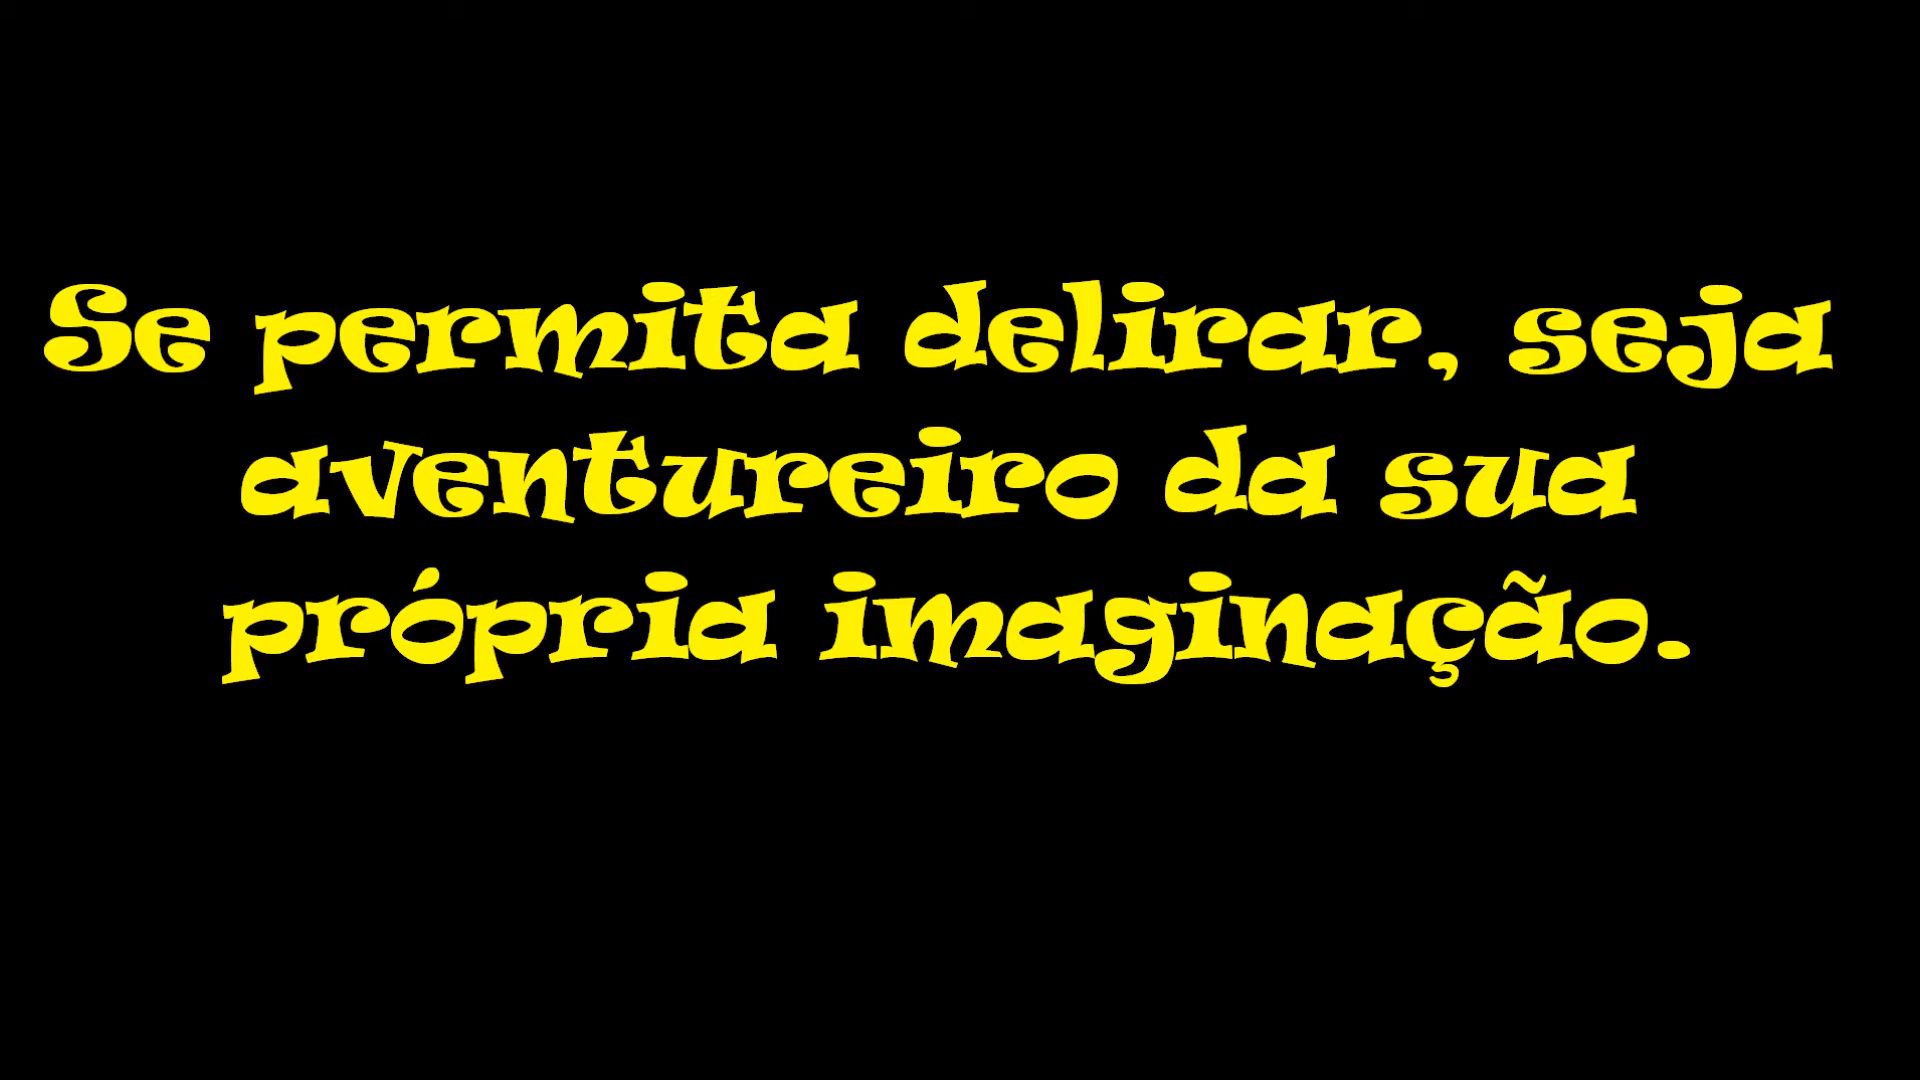 Se permita delirar, seja
aventureiro da sua
própria imaginação.